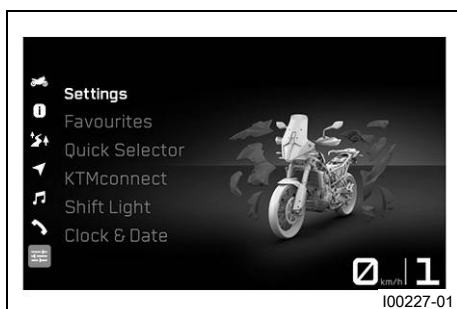 Settings
Favourites
Quick Selector
KTMconnect
Shift Light
Clock & Date
0 km/h 1
I00227-01